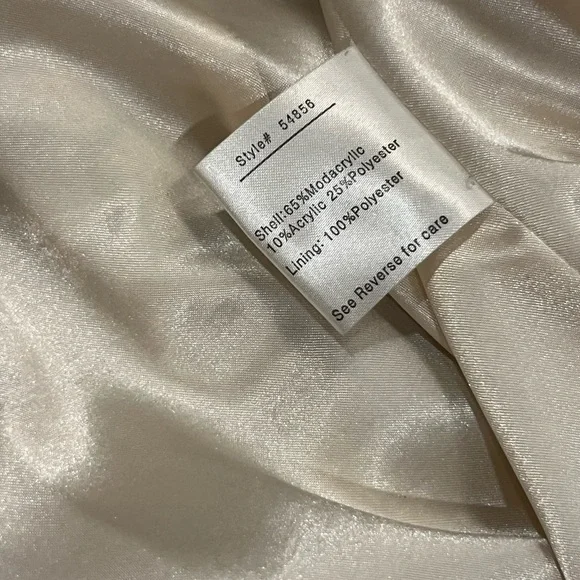 Style# 54856
Shell:65%Modacrylic
10%Acrylic 25%Polyester
Lining: 100%Polyester
See Reverse for care